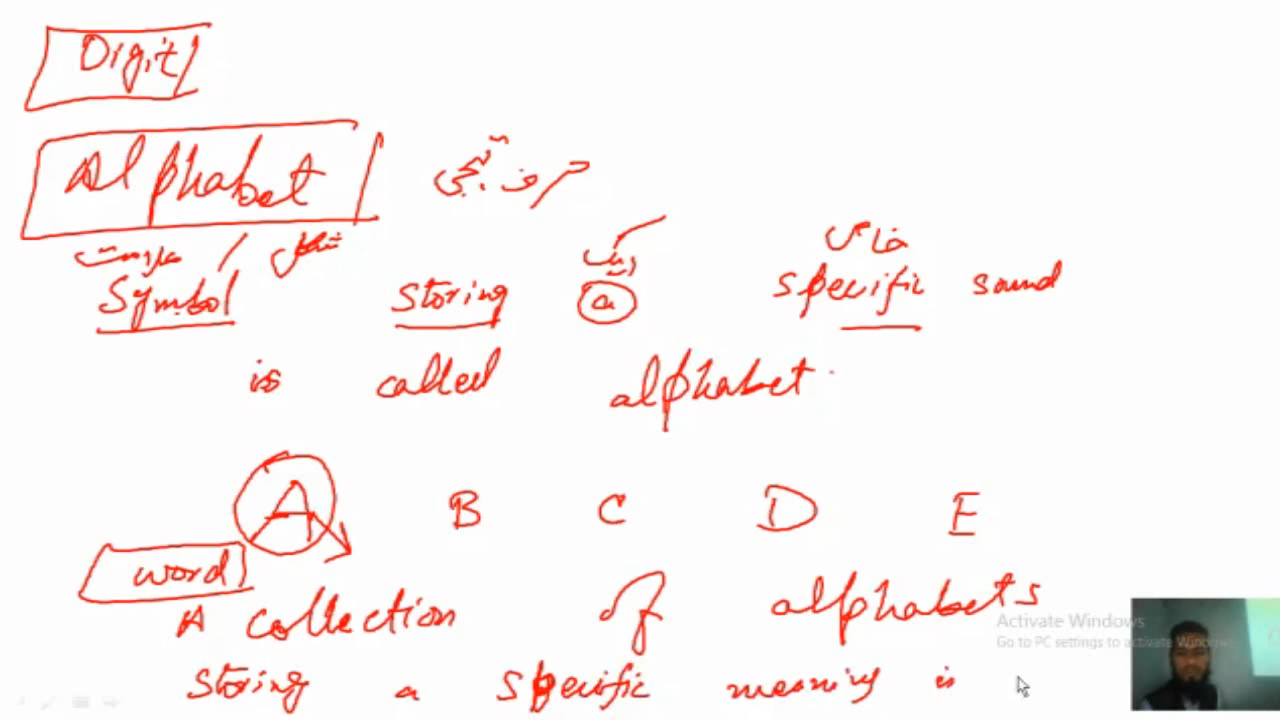 Digit
Alphabet حروف تہجی
علامت / شکل ایک خاص
Symbol storing a specific sound
is called alphabet
A B C D E
word
A collection of alphabets
storing a specific meaning is
Activate Windows
Go to PC settings to activate Windows.